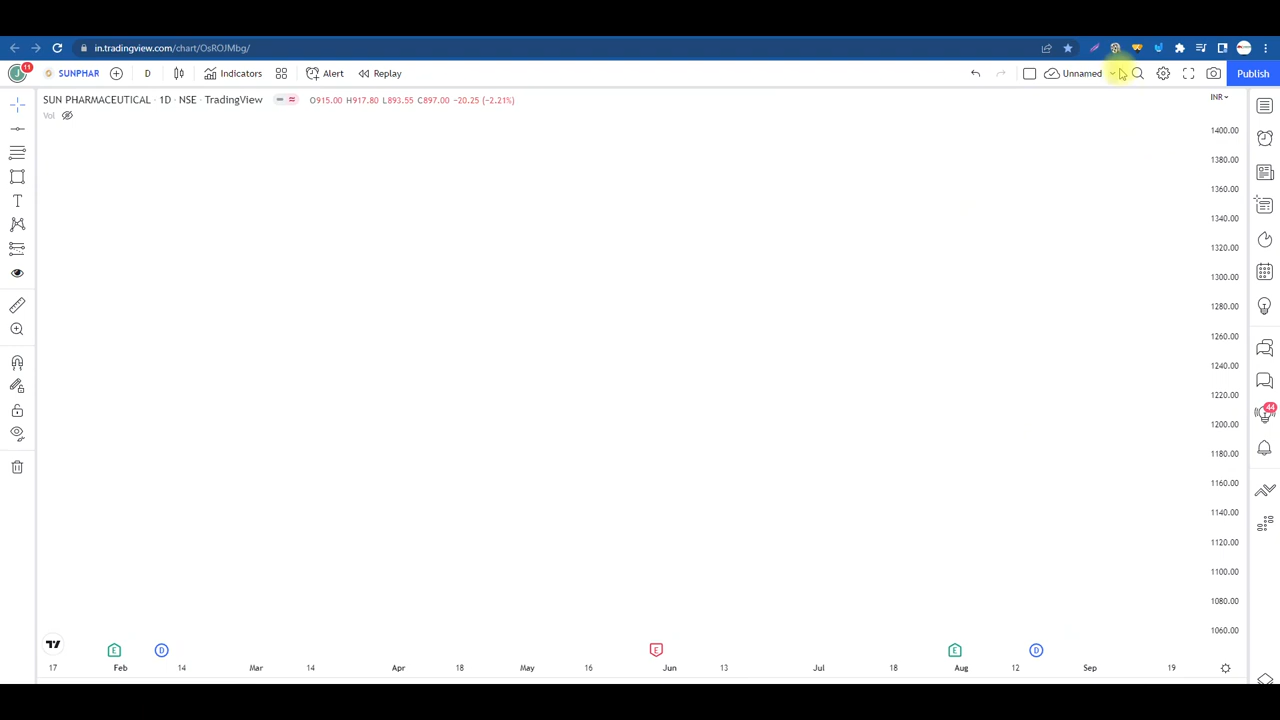 in.tradingview.com/chart/OsROJMbg/
J 11 SUNPHAR D Indicators Alert Replay Unnamed Publish
SUN PHARMACEUTICAL · 1D · NSE · TradingView O915.00 H917.80 L893.55 C897.00 −20.25 (−2.21%)
INR
Vol
1400.00
1380.00
1360.00
1340.00
1320.00
1300.00
1280.00
1260.00
1240.00
1220.00
1200.00
1180.00
1160.00
1140.00
1120.00
1100.00
1080.00
1060.00
44
T
E D E E D
17 Feb 14 Mar 14 Apr 18 May 16 Jun 13 Jul 18 Aug 12 Sep 19